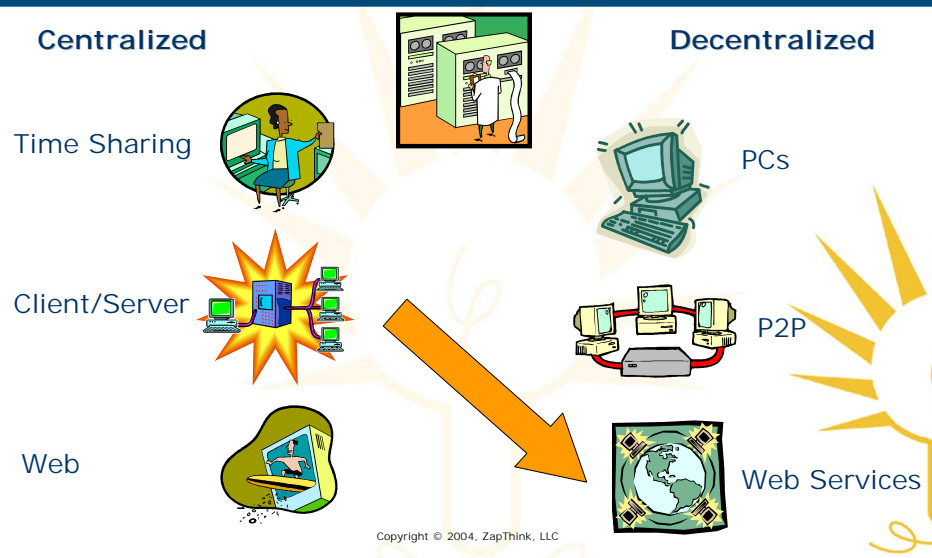 Centralized
Decentralized
Time Sharing
PCs
Client/Server
P2P
Web
Web Services
Copyright © 2004, ZapThink, LLC